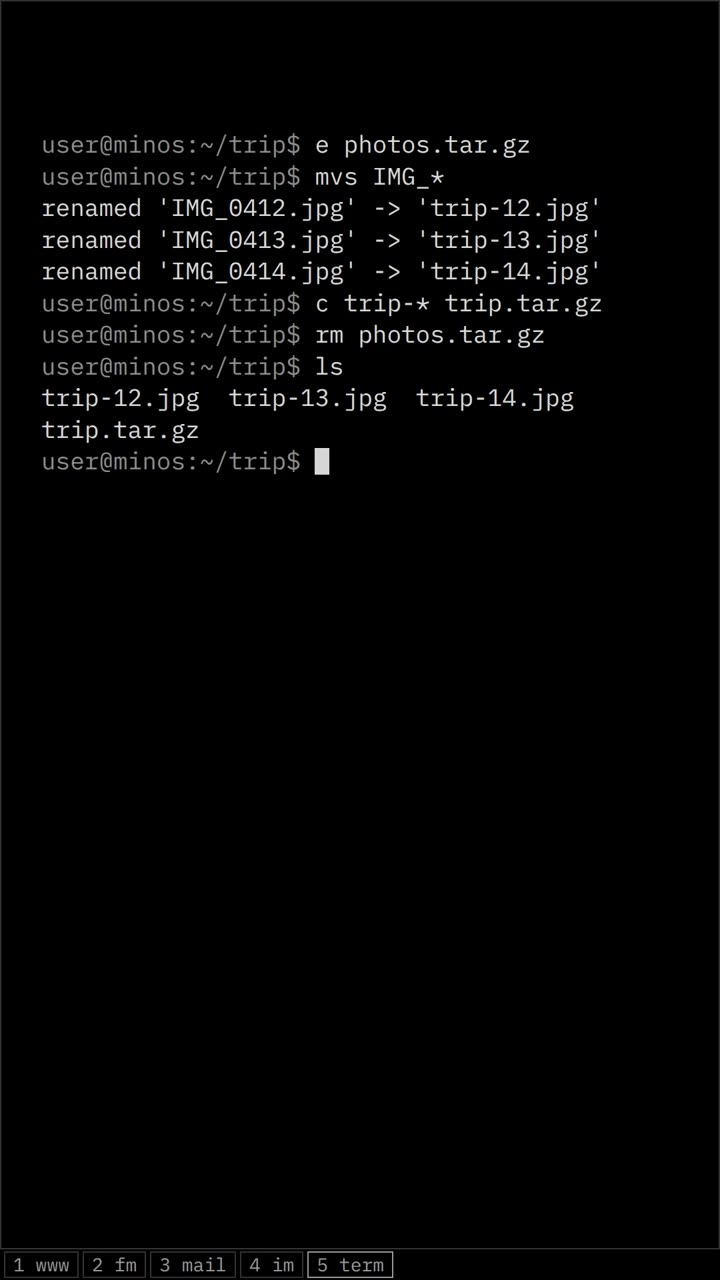 user@minos:~/trip$ e photos.tar.gz
user@minos:~/trip$ mvs IMG_*
renamed 'IMG_0412.jpg' -> 'trip-12.jpg'
renamed 'IMG_0413.jpg' -> 'trip-13.jpg'
renamed 'IMG_0414.jpg' -> 'trip-14.jpg'
user@minos:~/trip$ c trip-* trip.tar.gz
user@minos:~/trip$ rm photos.tar.gz
user@minos:~/trip$ ls
trip-12.jpg  trip-13.jpg  trip-14.jpg
trip.tar.gz
user@minos:~/trip$
1 www 2 fm 3 mail 4 im 5 term